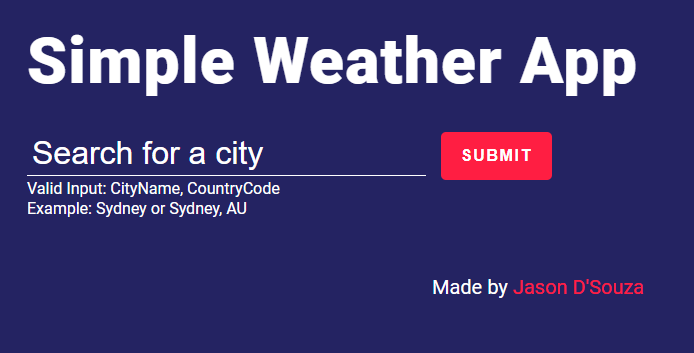 Simple Weather App
Search for a city
SUBMIT
Valid Input: CityName, CountryCode
Example: Sydney or Sydney, AU
Made by Jason D'Souza